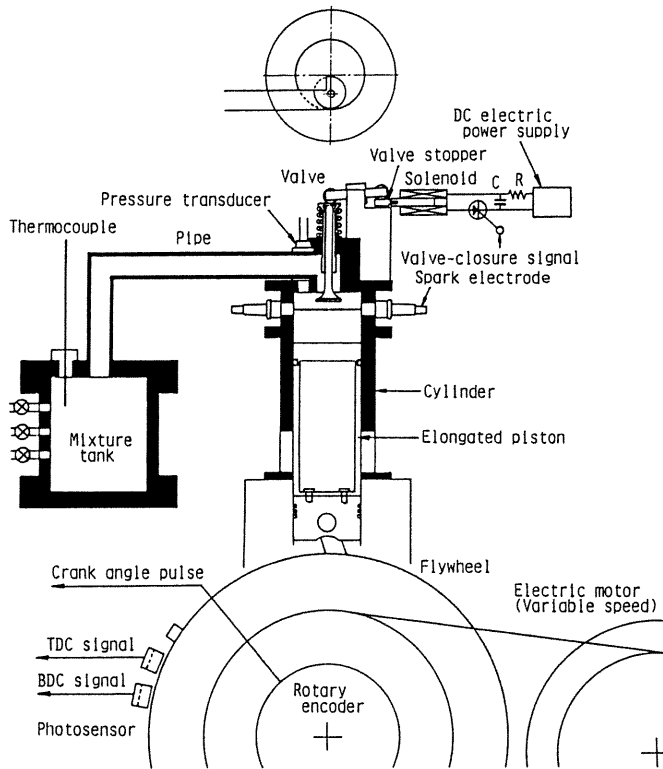 DC electric
power supply
Valve stopper
Valve
Solenoid
C
R
Pressure transducer
Thermocouple
Pipe
Valve-closure signal
Spark electrode
Cylinder
Mixture
tank
Elongated piston
Flywheel
Crank angle pulse
Electric motor
(Variable speed)
TDC signal
BDC signal
Rotary
encoder
Photosensor